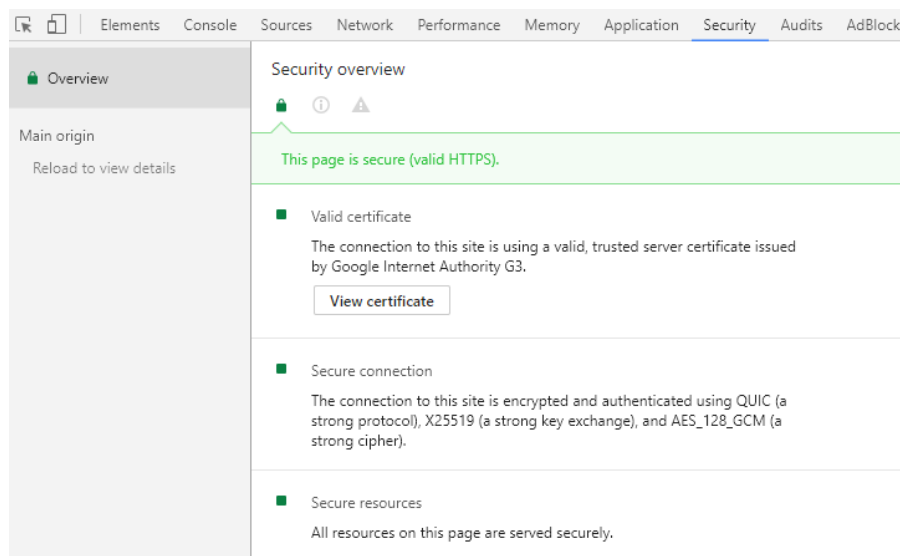 Elements Console Sources Network Performance Memory Application Security Audits AdBlock
Overview
Main origin
Reload to view details
Security overview
This page is secure (valid HTTPS).
Valid certificate
The connection to this site is using a valid, trusted server certificate issued
by Google Internet Authority G3.
View certificate
Secure connection
The connection to this site is encrypted and authenticated using QUIC (a
strong protocol), X25519 (a strong key exchange), and AES_128_GCM (a
strong cipher).
Secure resources
All resources on this page are served securely.